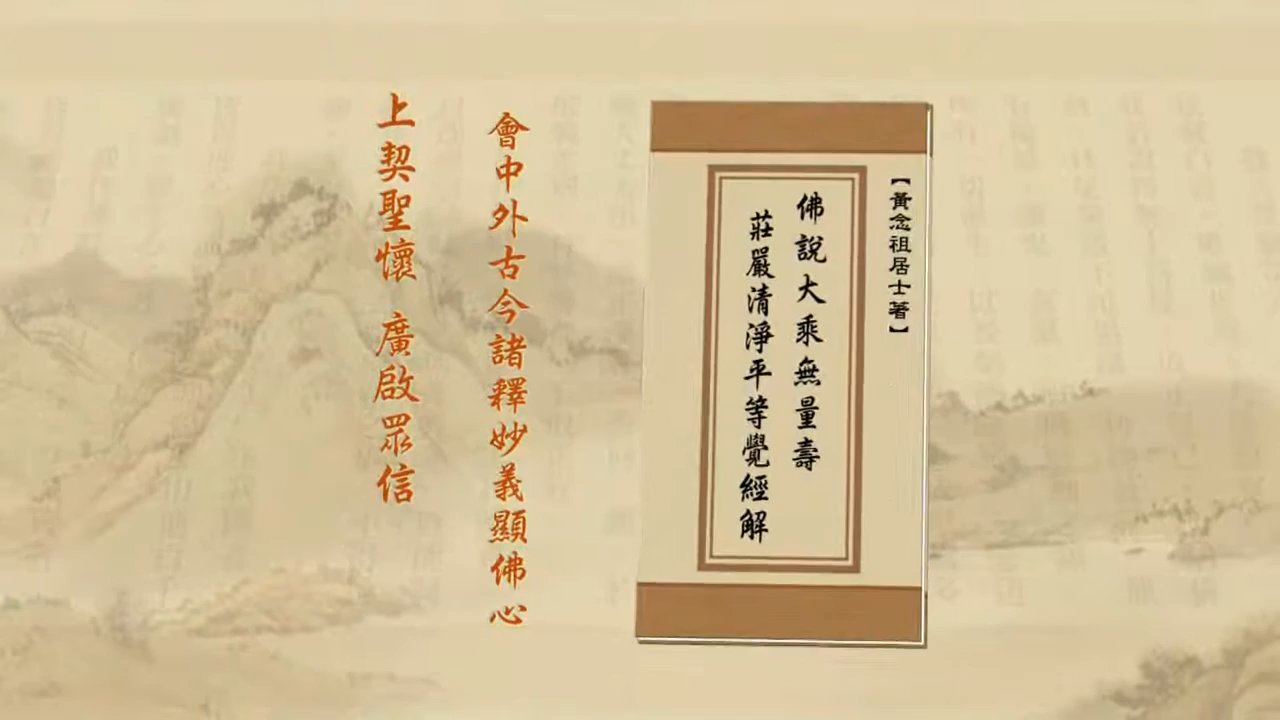 【黃念祖居士著】
佛說大乘無量壽
莊嚴清淨平等覺經解
會中外古今諸釋妙義顯佛心
上契聖懷 廣啟眾信